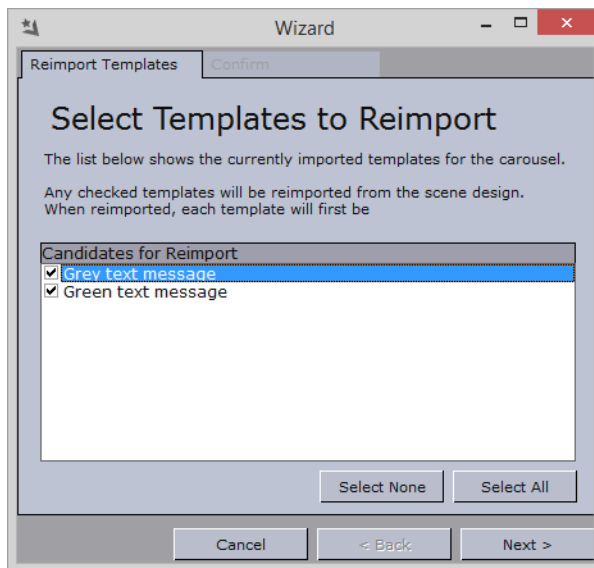 Wizard
Reimport Templates
Confirm
Select Templates to Reimport
The list below shows the currently imported templates for the carousel.
Any checked templates will be reimported from the scene design.
When reimported, each template will first be
Candidates for Reimport
Grey text message
Green text message
Select None
Select All
Cancel
< Back
Next >